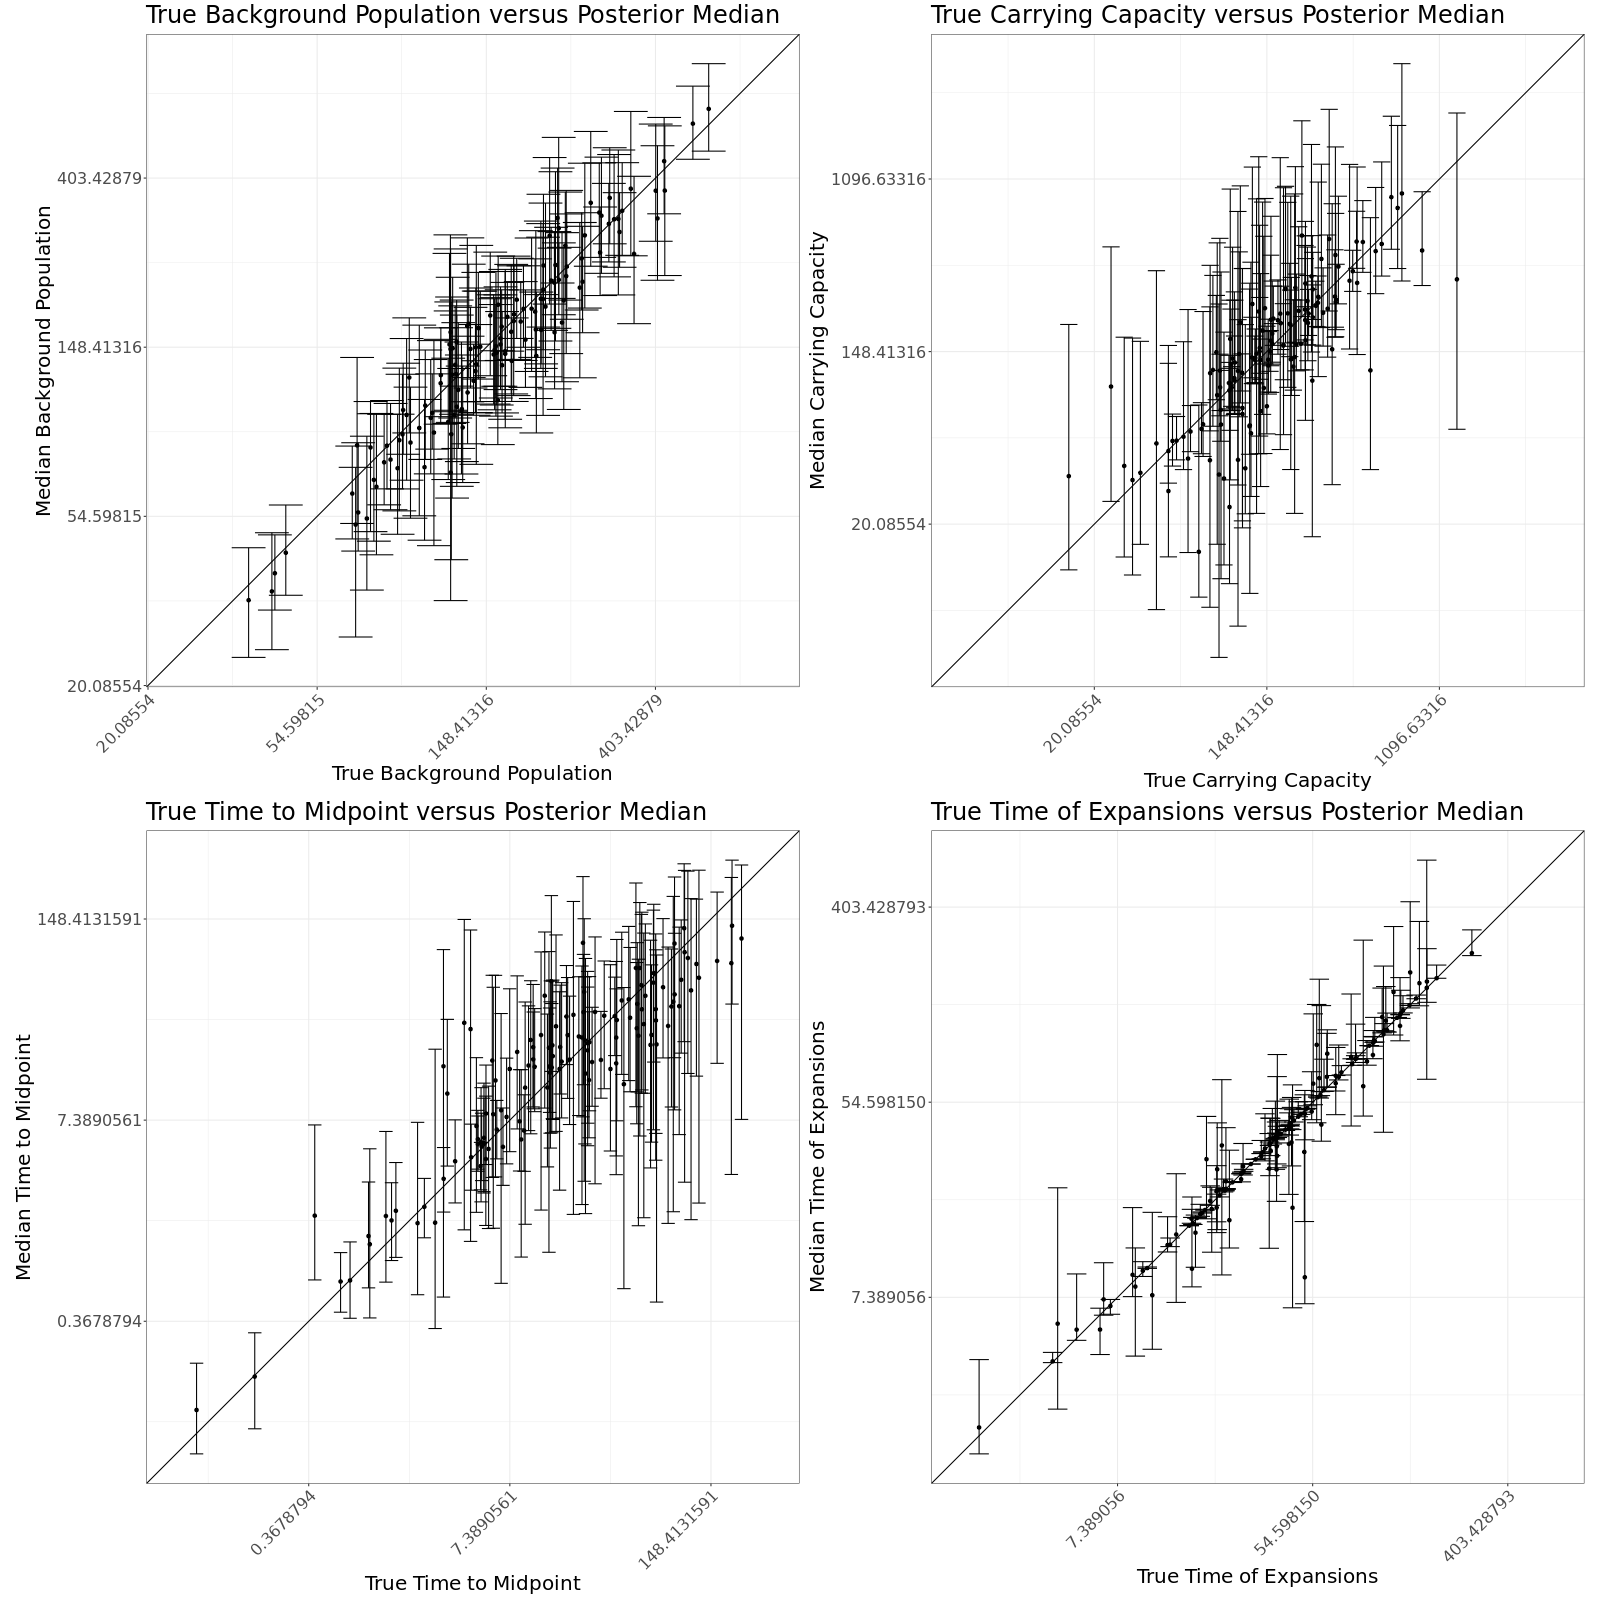 True Background Population versus Posterior Median
Median Background Population
403.42879
148.41316
54.59815
20.08554
20.08554
54.59815
148.41316
403.42879
True Background Population
True Carrying Capacity versus Posterior Median
Median Carrying Capacity
1096.63316
148.41316
20.08554
20.08554
148.41316
1096.63316
True Carrying Capacity
True Time to Midpoint versus Posterior Median
Median Time to Midpoint
148.4131591
7.3890561
0.3678794
0.3678794
7.3890561
148.4131591
True Time to Midpoint
True Time of Expansions versus Posterior Median
Median Time of Expansions
403.428793
54.598150
7.389056
7.389056
54.598150
403.428793
True Time of Expansions